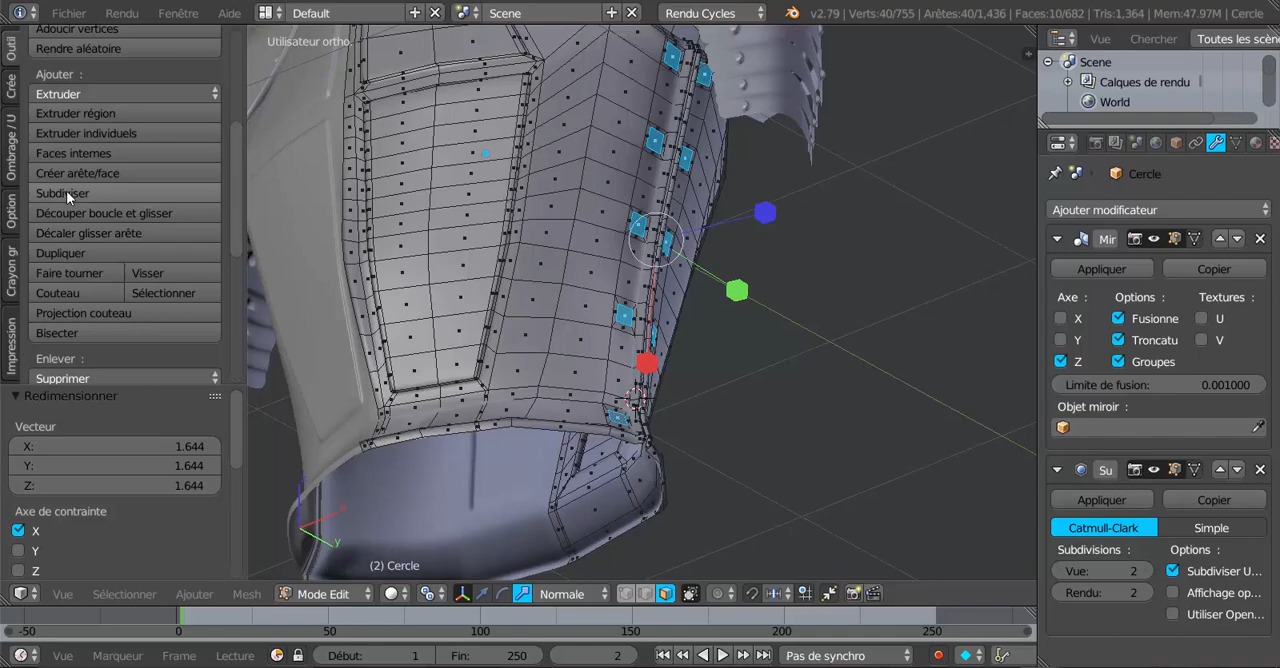 Fichier Rendu Fenêtre Aide Default Scene Rendu Cycles v2.79 | Verts:40/755 | Arêtes:40/1,436 | Faces:10/682 | Tris:1,364 | Mem:47.97M | Cercle
Outil
Crée
Ombrage / U
Option
Crayon gr
Impression
Adoucir vertices
Rendre aléatoire
Ajouter :
Extruder
Extruder région
Extruder individuels
Faces internes
Créer arête/face
Subdiviser
Découper boucle et glisser
Décaler glisser arête
Dupliquer
Faire tourner Visser
Couteau Sélectionner
Projection couteau
Bisecter
Enlever :
Supprimer
Redimensionner
Vecteur
X: 1.644
Y: 1.644
Z: 1.644
Axe de contrainte
X
Y
Z
Utilisateur ortho.
x
y
(2) Cercle
Vue Sélectionner Ajouter Mesh Mode Edit Normale
-50 0 50 100 150 200 250
Vue Marqueur Frame Lecture Début: 1 Fin: 250 2 Pas de synchro
Vue Chercher Toutes les scèn
Scene
Calques de rendu
World
Cercle
Ajouter modificateur
Mir
Appliquer Copier
Axe : Options : Textures :
X Fusionne U
Y Troncatu V
Z Groupes
Limite de fusion: 0.001000
Objet miroir :
Su
Appliquer Copier
Catmull-Clark Simple
Subdivisions : Options :
Vue: 2 Subdiviser U...
Rendu: 2 Affichage op...
Utiliser Open...